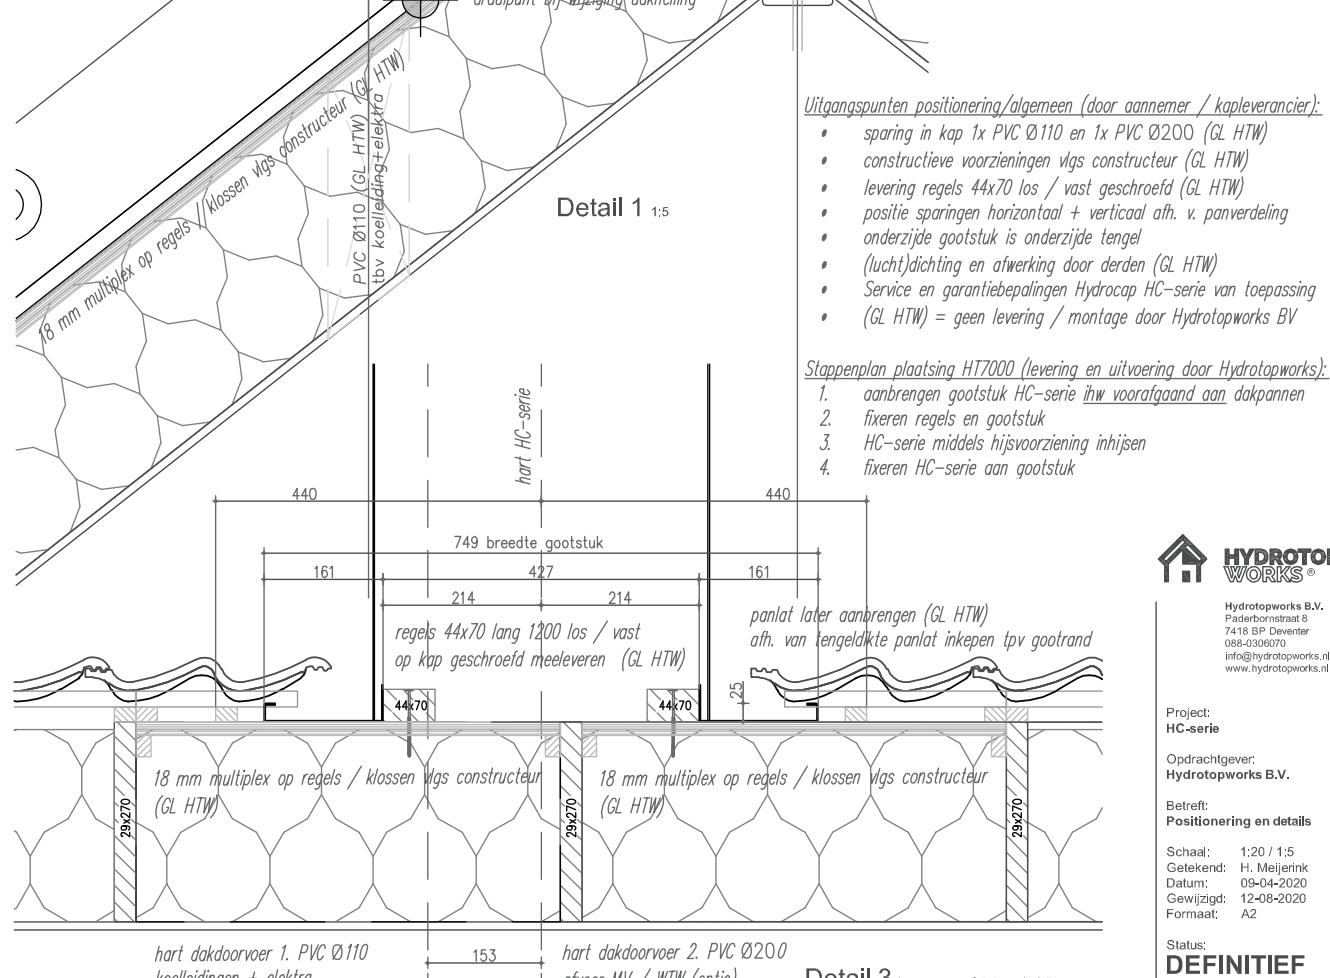 draaipunt bij wijziging dakhelling
18 mm multiplex op regels / klossen vlgs constructeur (GL HTW)
PVC Ø110 (GL HTW)
tbv koelleiding+elektra
Detail 1 1:5
Uitgangspunten positionering/algemeen (door aannemer / kapleverancier):
• sparing in kap 1x PVC Ø110 en 1x PVC Ø200 (GL HTW)
• constructieve voorzieningen vlgs constructeur (GL HTW)
• levering regels 44x70 los / vast geschroefd (GL HTW)
• positie sparingen horizontaal + verticaal afh. v. panverdeling
• onderzijde gootstuk is onderzijde tengel
• (lucht)dichting en afwerking door derden (GL HTW)
• Service en garantiebepalingen Hydrocap HC-serie van toepassing
• (GL HTW) = geen levering / montage door Hydrotopworks BV
Stappenplan plaatsing HT7000 (levering en uitvoering door Hydrotopworks):
1. aanbrengen gootstuk HC-serie ihw voorafgaand aan dakpannen
2. fixeren regels en gootstuk
3. HC-serie middels hijsvoorziening inhijsen
4. fixeren HC-serie aan gootstuk
hart HC-serie
440
440
749 breedte gootstuk
161
427
161
214
214
regels 44x70 lang 1200 los / vast
op kap geschroefd meeleveren (GL HTW)
panlat later aanbrengen (GL HTW)
afh. van tengeldikte panlat inkepen tpv gootrand
44x70
44x70
25
18 mm multiplex op regels / klossen vlgs constructeur
(GL HTW)
18 mm multiplex op regels / klossen vlgs constructeur
(GL HTW)
29x270
29x270
29x270
hart dakdoorvoer 1. PVC Ø110
koelleidingen + elektra
153
hart dakdoorvoer 2. PVC Ø200
afvoer MV / WTW (optie)
Detail 3
HYDROTO
WORKS ®
Hydrotopworks B.V.
Paderbornstraat 8
7418 BP Deventer
088-0306070
info@hydrotopworks.nl
www.hydrotopworks.nl
Project:
HC-serie
Opdrachtgever:
Hydrotopworks B.V.
Betreft:
Positionering en details
Schaal: 1:20 / 1:5
Getekend: H. Meijerink
Datum: 09-04-2020
Gewijzigd: 12-08-2020
Formaat: A2
Status:
DEFINITIEF